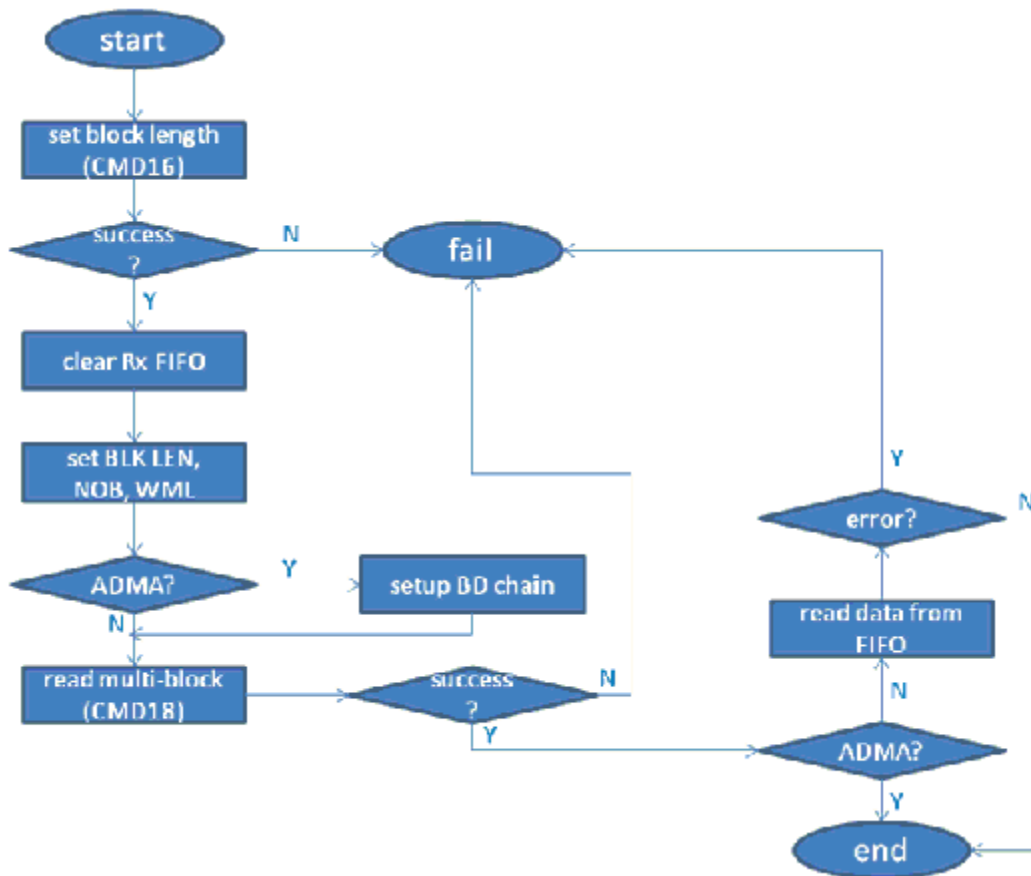 start
set block length
(CMD16)
success
?
N
fail
Y
clear Rx FIFO
set BLK LEN,
NOB, WML
ADMA?
Y
setup BD chain
N
read multi-block
(CMD18)
success
?
N
Y
Y
error?
N
read data from
FIFO
N
ADMA?
Y
end